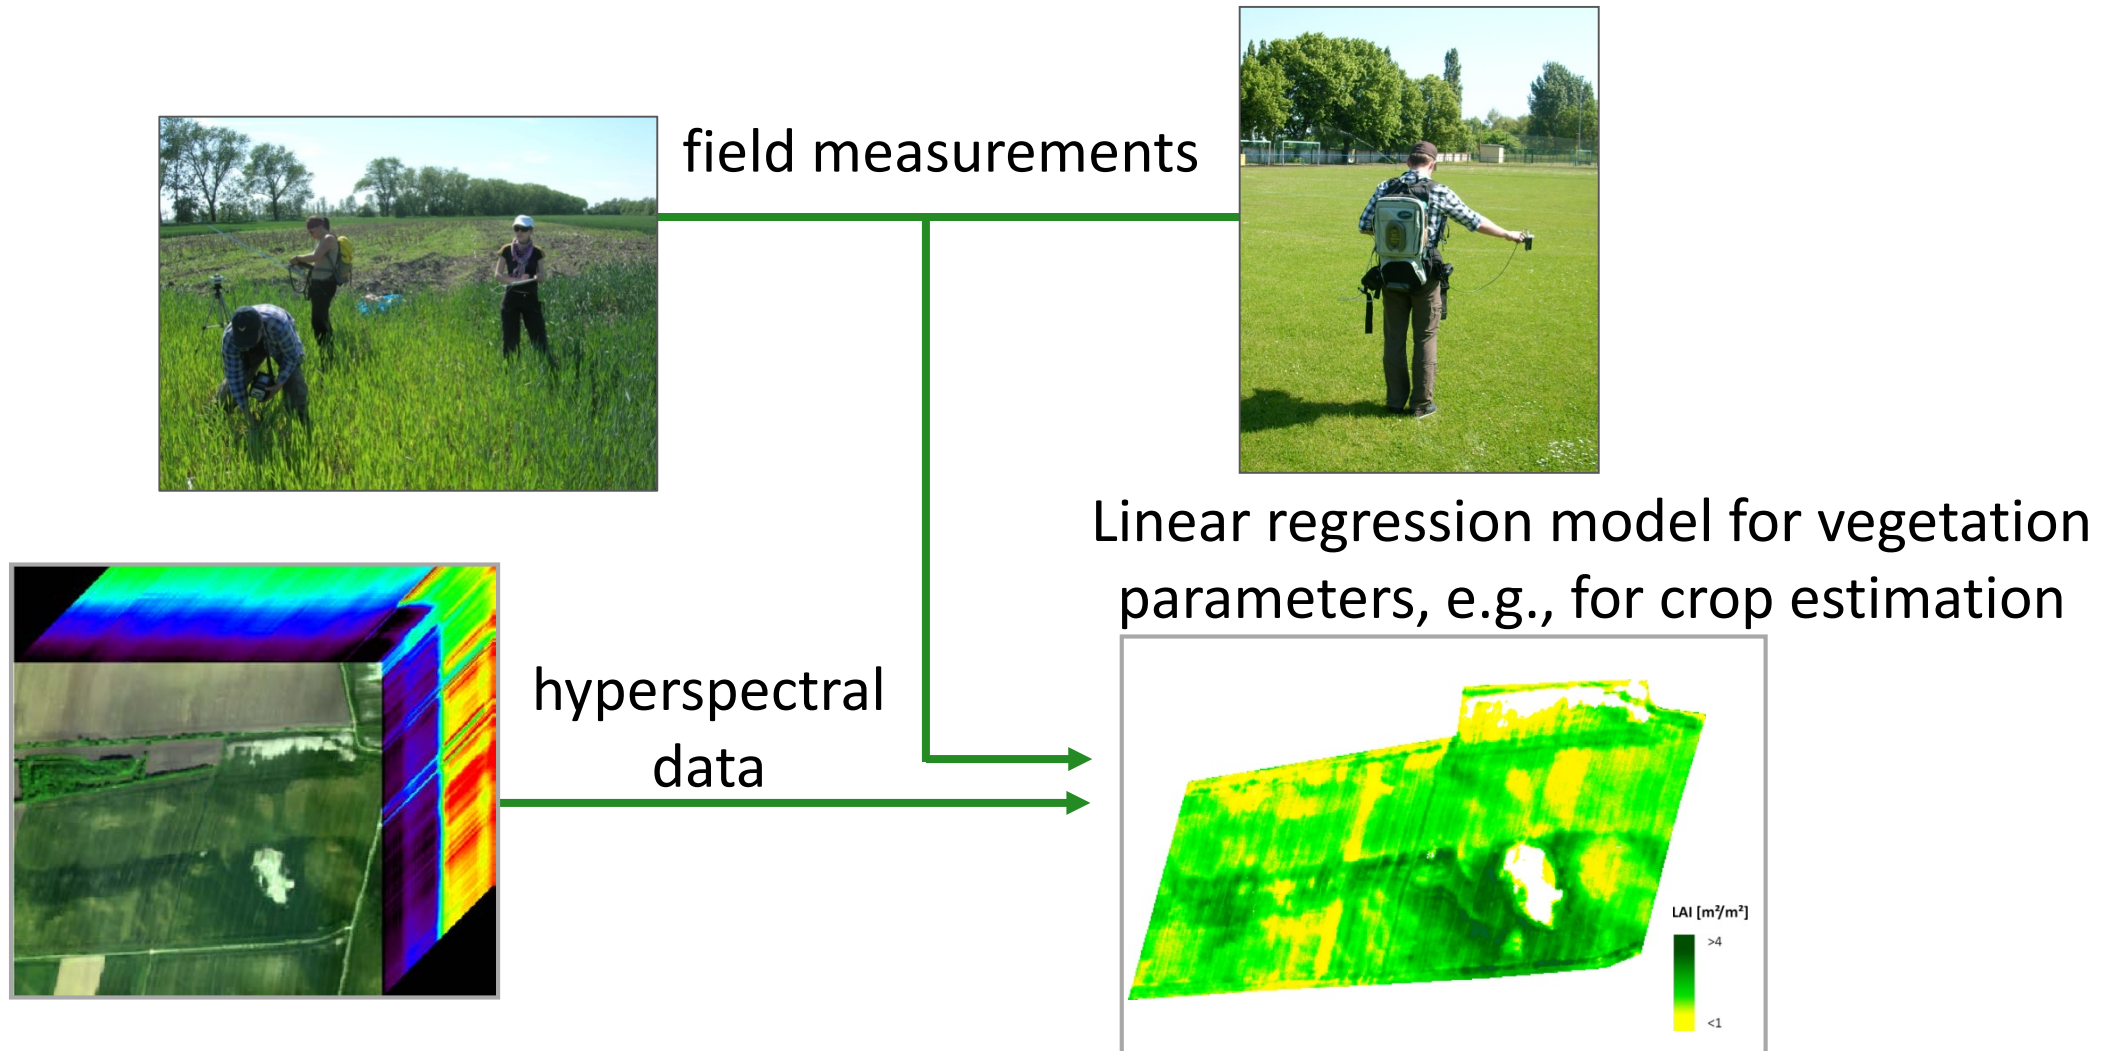 field measurements
Linear regression model for vegetation
parameters, e.g., for crop estimation
hyperspectral
data
LAI [m²/m²]
>4
<1